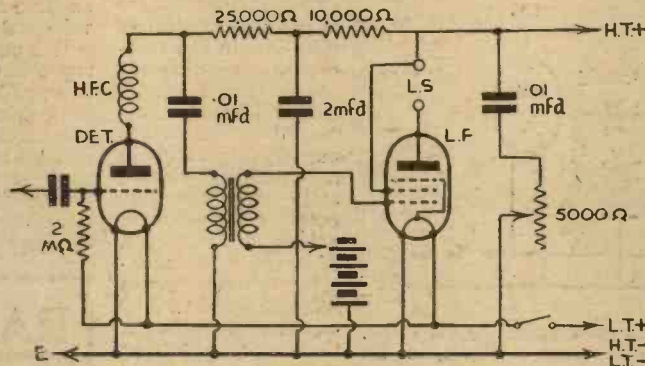 25,000Ω
10,000Ω
H.T.+
H.F.C
.01
mfd
2mfd
L.S
.01
mfd
DET.
L.F
2
MΩ
5000Ω
L.T.+
H.T.-
L.T.-
E